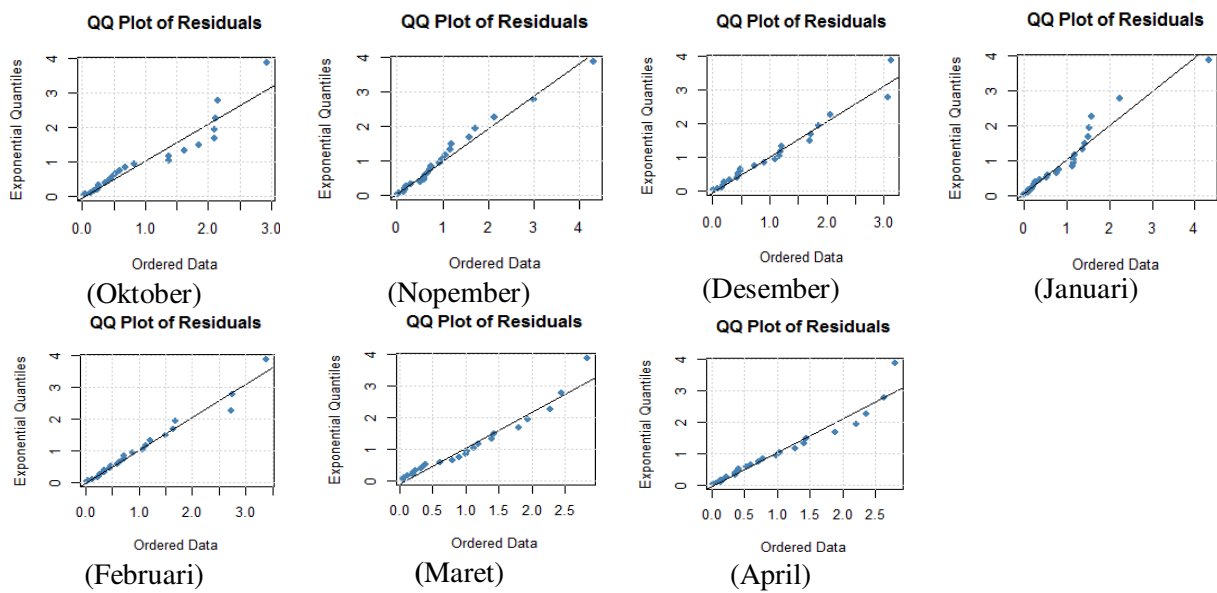 QQ Plot of Residuals
Exponential Quantiles
4
3
2
1
0
0.0 1.0 2.0 3.0
Ordered Data
(Oktober)
QQ Plot of Residuals
Exponential Quantiles
4
3
2
1
0
0 1 2 3 4
Ordered Data
(Nopember)
QQ Plot of Residuals
Exponential Quantiles
4
3
2
1
0
0.0 1.0 2.0 3.0
Ordered Data
(Desember)
QQ Plot of Residuals
Exponential Quantiles
4
3
2
1
0
0 1 2 3 4
Ordered Data
(Januari)
QQ Plot of Residuals
Exponential Quantiles
4
3
2
1
0
0.0 1.0 2.0 3.0
Ordered Data
(Februari)
QQ Plot of Residuals
Exponential Quantiles
4
3
2
1
0
0.0 0.5 1.0 1.5 2.0 2.5
Ordered Data
(Maret)
QQ Plot of Residuals
Exponential Quantiles
4
3
2
1
0
0.0 0.5 1.0 1.5 2.0 2.5
Ordered Data
(April)